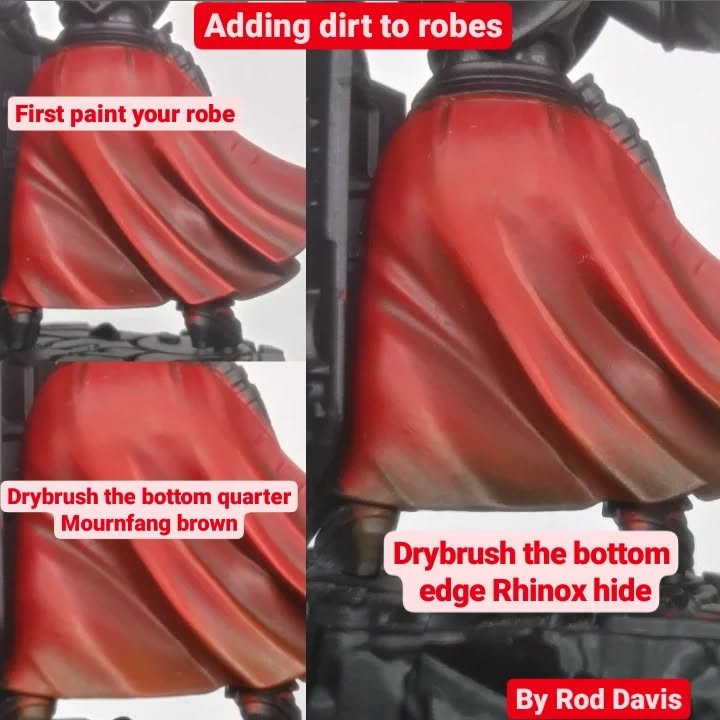 Adding dirt to robes
First paint your robe
Drybrush the bottom quarter
Mournfang brown
Drybrush the bottom
edge Rhinox hide
By Rod Davis